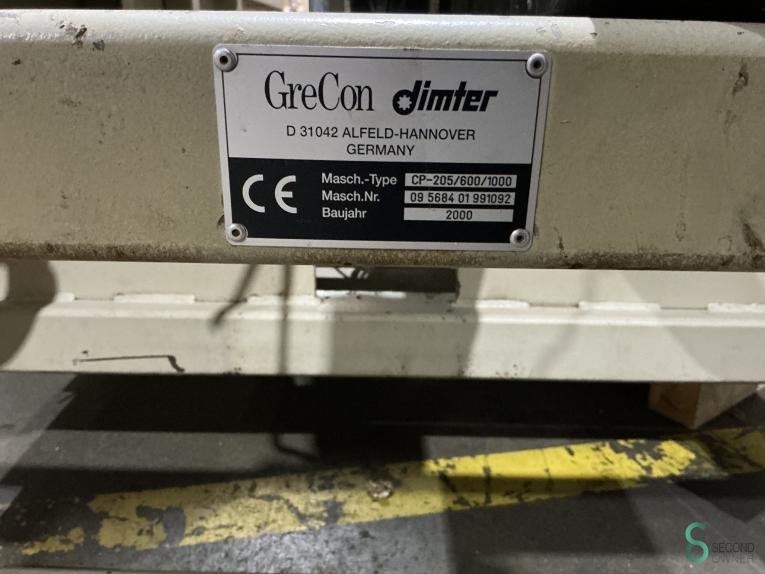 GreCon dimter
D 31042 ALFELD-HANNOVER
GERMANY
CE
Masch.-Type CP-205/600/1000
Masch.Nr. 09 5684 01 991092
Baujahr 2000
SECOND
OWNER